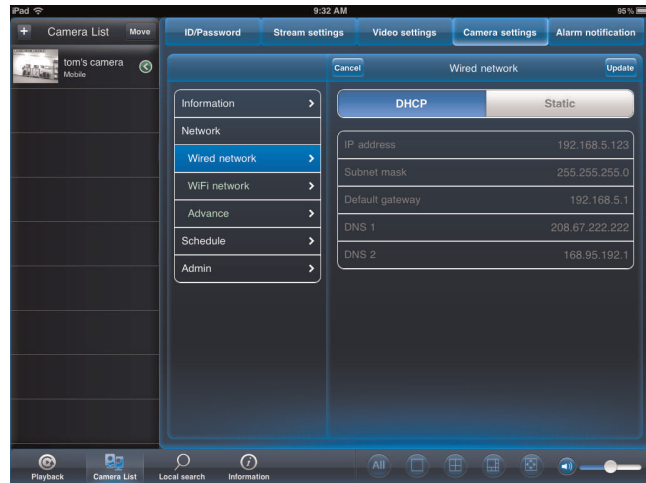 iPad 9:32 AM 95%
+ Camera List Move
ID/Password Stream settings Video settings Camera settings Alarm notification
tom's camera
Mobile
Cancel Wired network Update
Information
Network
Wired network
WiFi network
Advance
Schedule
Admin
DHCP Static
IP address 192.168.5.123
Subnet mask 255.255.255.0
Default gateway 192.168.5.1
DNS 1 208.67.222.222
DNS 2 168.95.192.1
Playback Camera List Local search Information
All